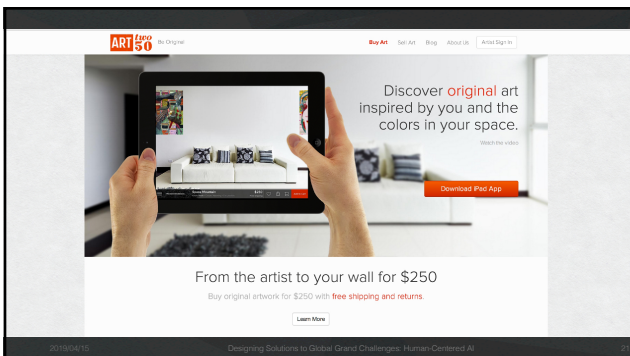 ART two 50 Be Original Buy Art Sell Art Blog About Us Artist Sign In
Discover original art
inspired by you and the
colors in your space.
Watch the video
Download iPad App
$250
From the artist to your wall for $250
Buy original artwork for $250 with free shipping and returns.
Learn More
2019/04/15 Designing Solutions to Global Grand Challenges: Human-Centered AI 21